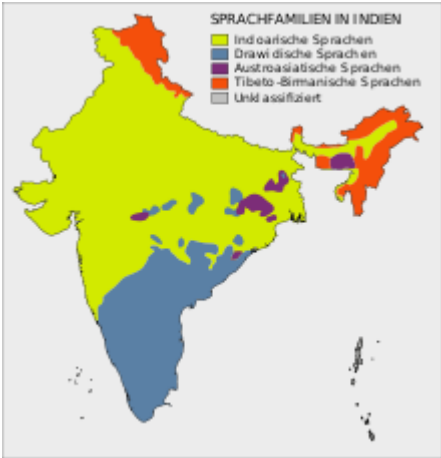 SPRACHFAMILIEN IN INDIEN
Indoarische Sprachen
Drawidische Sprachen
Austroasiatische Sprachen
Tibeto-Birmanische Sprachen
Unklassifiziert